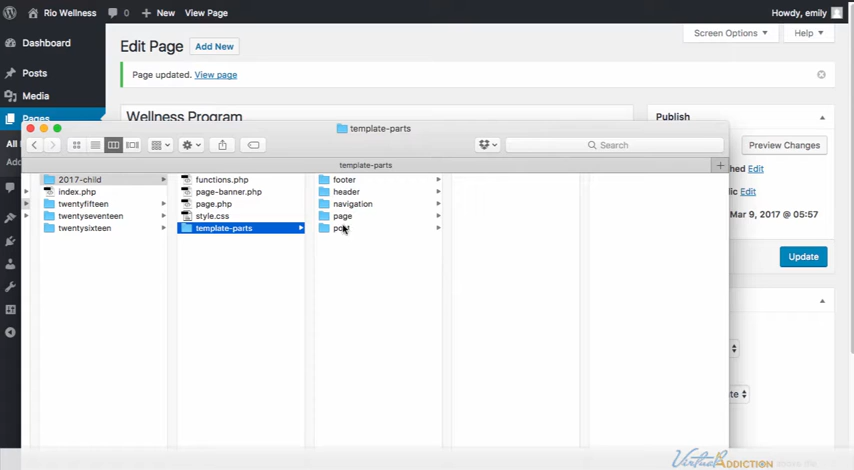 Rio Wellness
0
New
View Page
Howdy, emily
Dashboard
Posts
Media
Pages
Edit Page
Add New
Screen Options
Help
Page updated. View page
Wellness Program
Publish
Preview Changes
Edit
Edit
Mar 9, 2017 @ 05:57
Update
template-parts
Search
template-parts
2017-child
index.php
twentyfifteen
twentyseventeen
twentysixteen
functions.php
page-banner.php
page.php
style.css
template-parts
footer
header
navigation
page
VirtualADDICTION